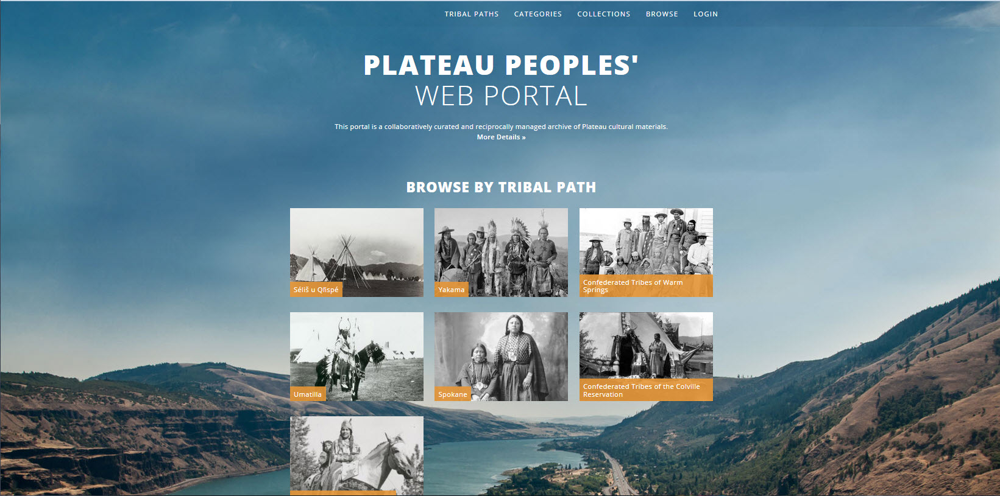 TRIBAL PATHS CATEGORIES COLLECTIONS BROWSE LOGIN
PLATEAU PEOPLES'
WEB PORTAL
This portal is a collaboratively curated and reciprocally managed archive of Plateau cultural materials.
More Details »
BROWSE BY TRIBAL PATH
Séliš u Ql̓ispé
Yakama
Confederated Tribes of Warm
Springs
Umatilla
Spokane
Confederated Tribes of the Colville
Reservation